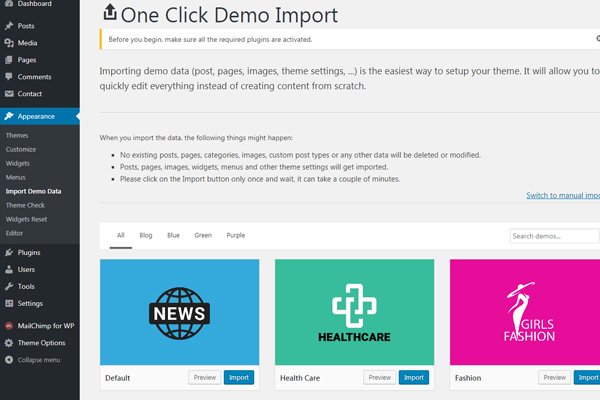 Dashboard
Posts
Media
Pages
Comments
Contact
Appearance
Themes
Customize
Widgets
Menus
Import Demo Data
Theme Check
Widgets Reset
Editor
Plugins
Users
Tools
Settings
MailChimp for WP
Theme Options
Collapse menu
One Click Demo Import
Before you begin, make sure all the required plugins are activated.
Importing demo data (post, pages, images, theme settings, ...) is the easiest way to setup your theme. It will allow you to
quickly edit everything instead of creating content from scratch.
When you import the data, the following things might happen:
No existing posts, pages, categories, images, custom post types or any other data will be deleted or modified.
Posts, pages, images, widgets, menus and other theme settings will get imported.
Please click on the Import button only once and wait, it can take a couple of minutes.
Switch to manual impo
All Blog Blue Green Purple Search demos...
NEWS
HEALTHCARE
GIRLS
FASHION
Default Preview Import
Health Care Preview Import
Fashion Preview Import